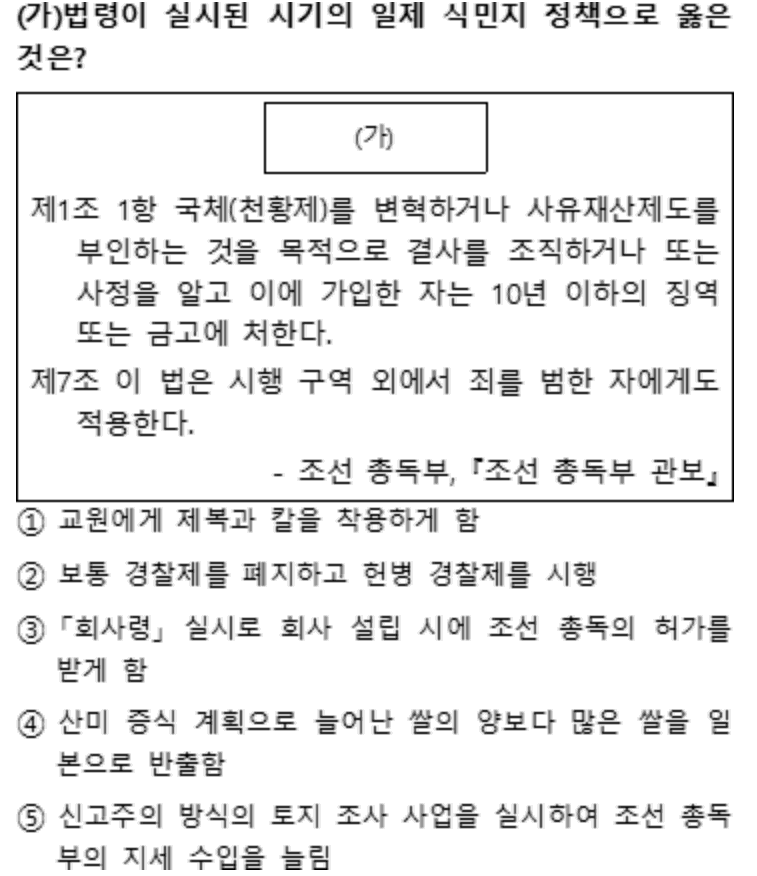 (가)법령이 실시된 시기의 일제 식민지 정책으로 옳은
것은?
(가)
제1조 1항 국체(천황제)를 변혁하거나 사유재산제도를
부인하는 것을 목적으로 결사를 조직하거나 또는
사정을 알고 이에 가입한 자는 10년 이하의 징역
또는 금고에 처한다.
제7조 이 법은 시행 구역 외에서 죄를 범한 자에게도
적용한다.
- 조선 총독부, 『조선 총독부 관보』
① 교원에게 제복과 칼을 착용하게 함
② 보통 경찰제를 폐지하고 헌병 경찰제를 시행
③ 「회사령」 실시로 회사 설립 시에 조선 총독의 허가를
받게 함
④ 산미 증식 계획으로 늘어난 쌀의 양보다 많은 쌀을 일
본으로 반출함
⑤ 신고주의 방식의 토지 조사 사업을 실시하여 조선 총독
부의 지세 수입을 늘림